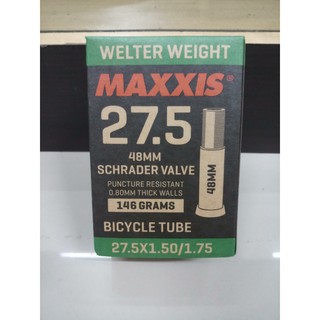 WELTER WEIGHT
MAXXIS®
27.5
48MM
SCHRADER VALVE
PUNCTURE RESISTANT
0.80MM THICK WALLS
146 GRAMS
48MM
BICYCLE TUBE
27.5X1.50/1.75